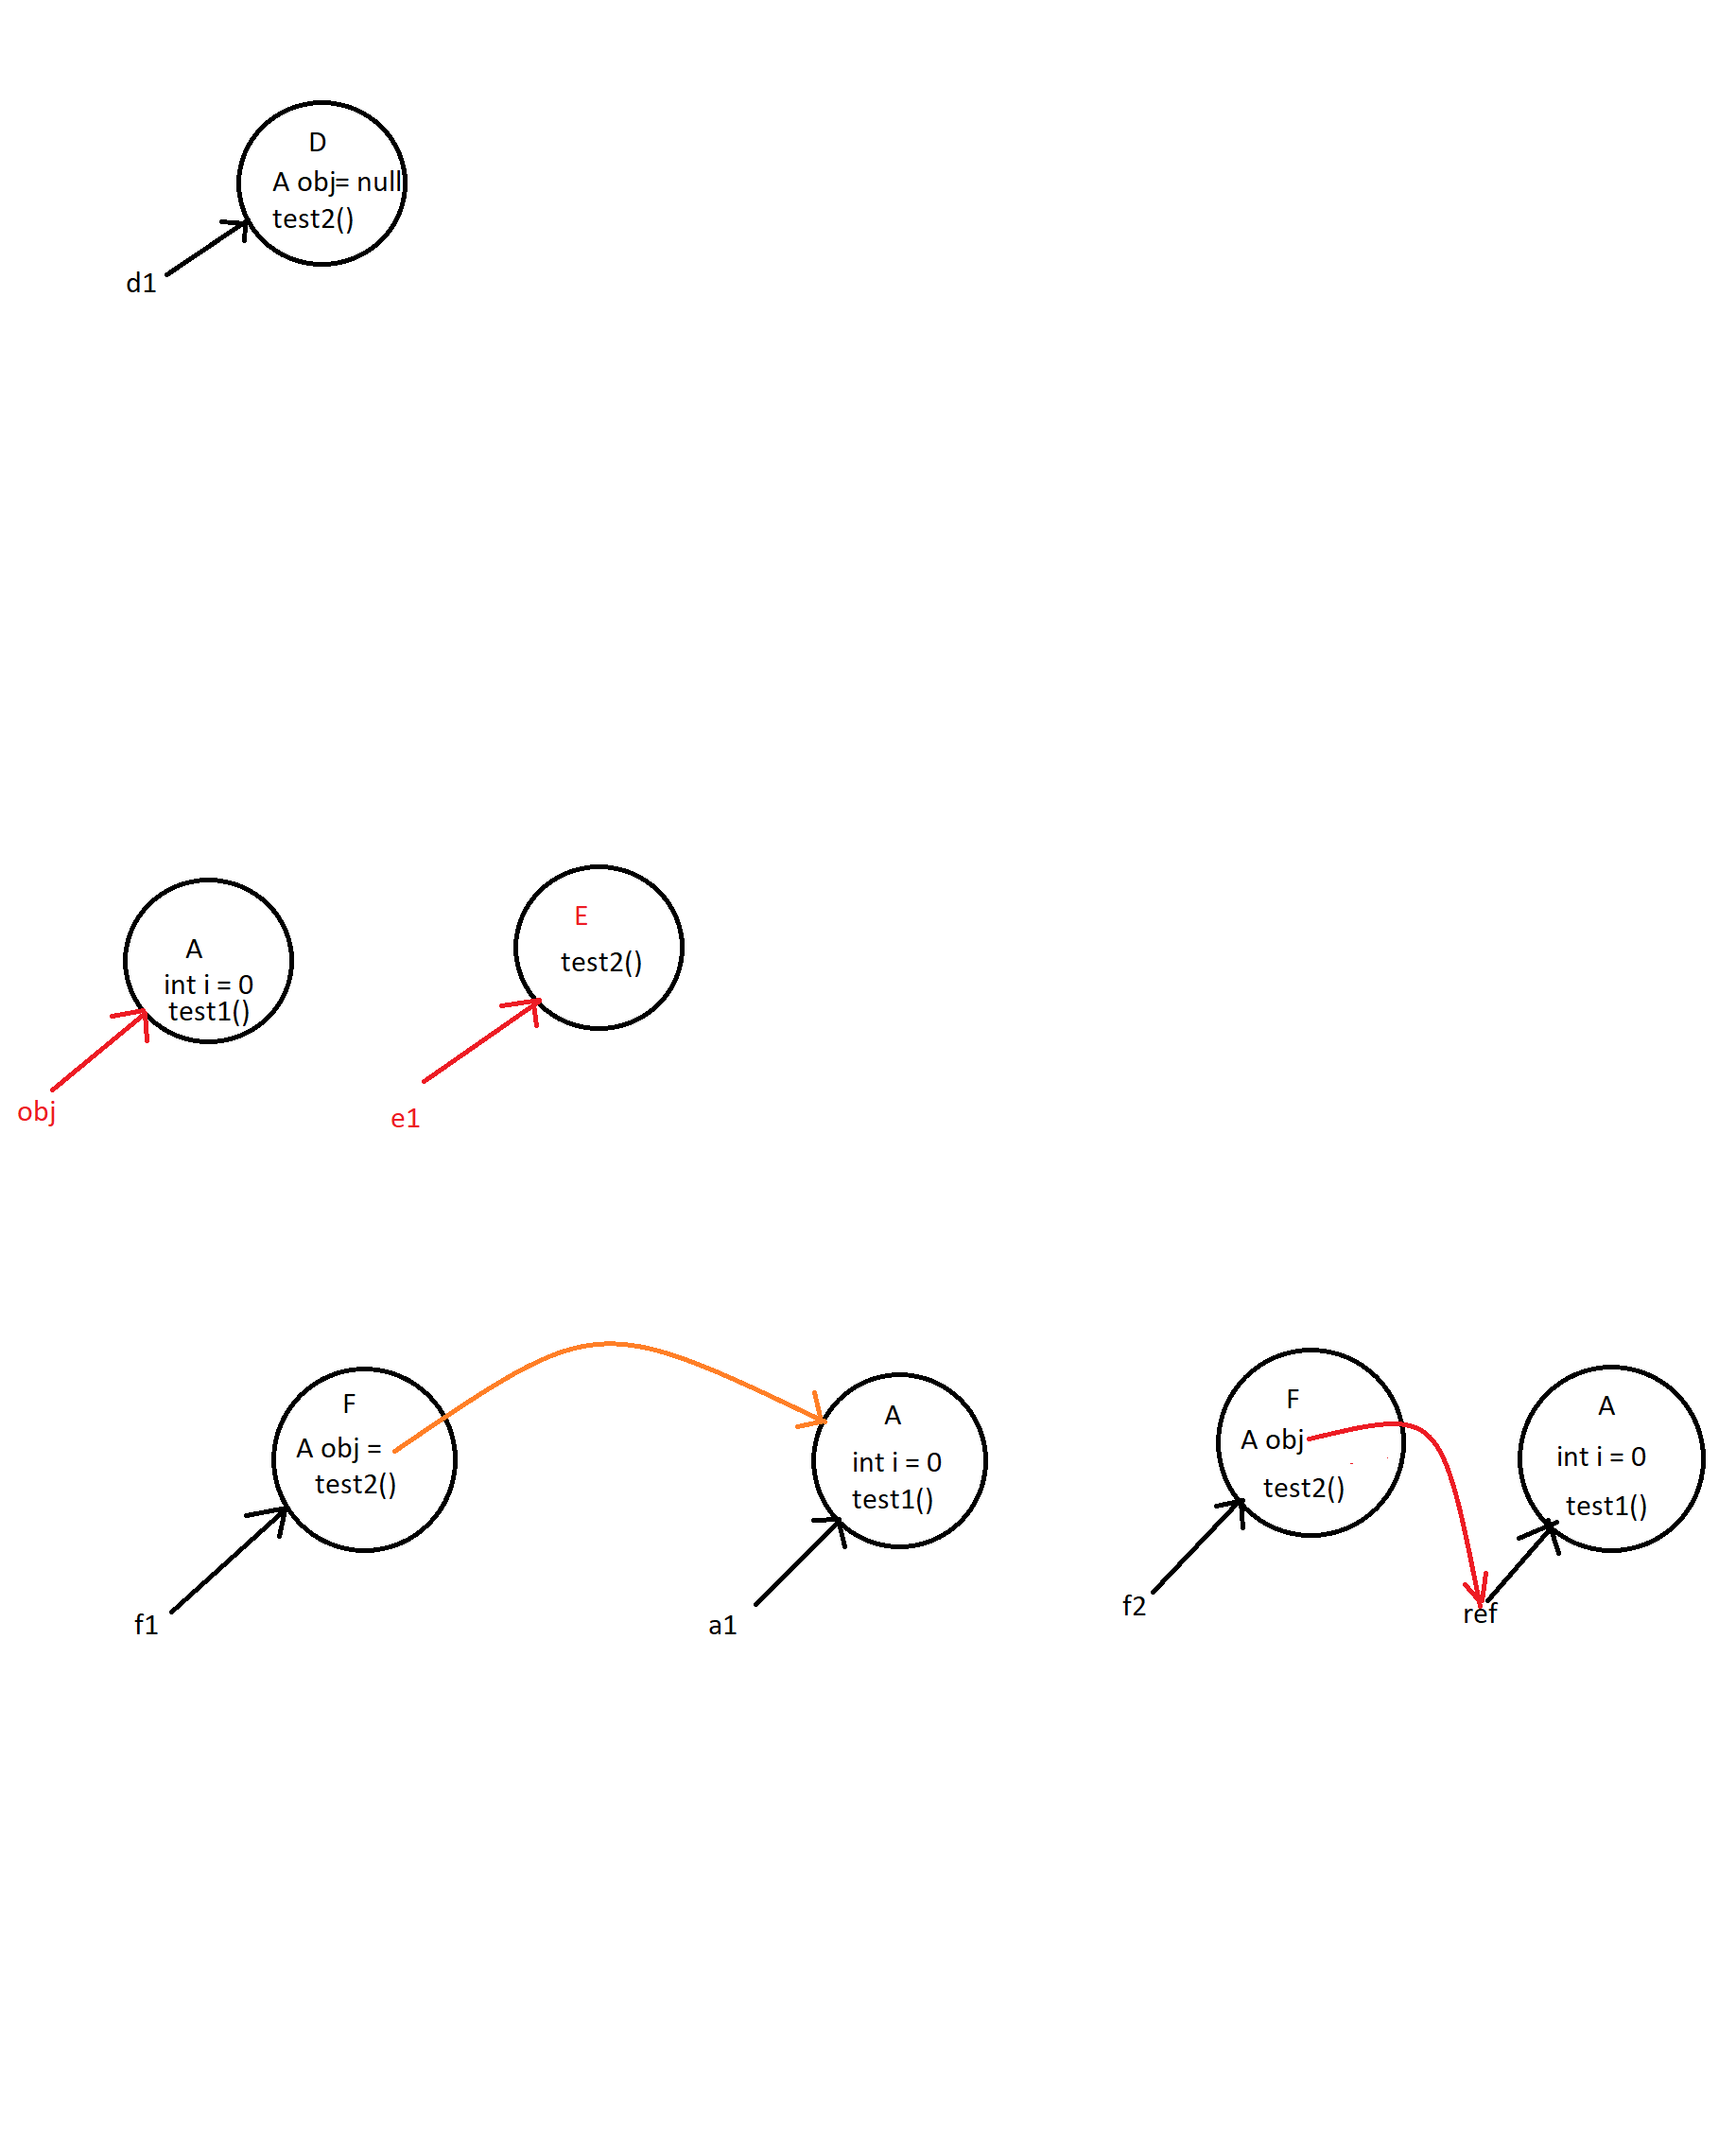 D
A obj= null
test2()
d1
A
int i = 0
test1()
obj
E
test2()
e1
F
A obj =
test2()
f1
A
int i = 0
test1()
a1
F
A obj
test2()
f2
A
int i = 0
test1()
ref